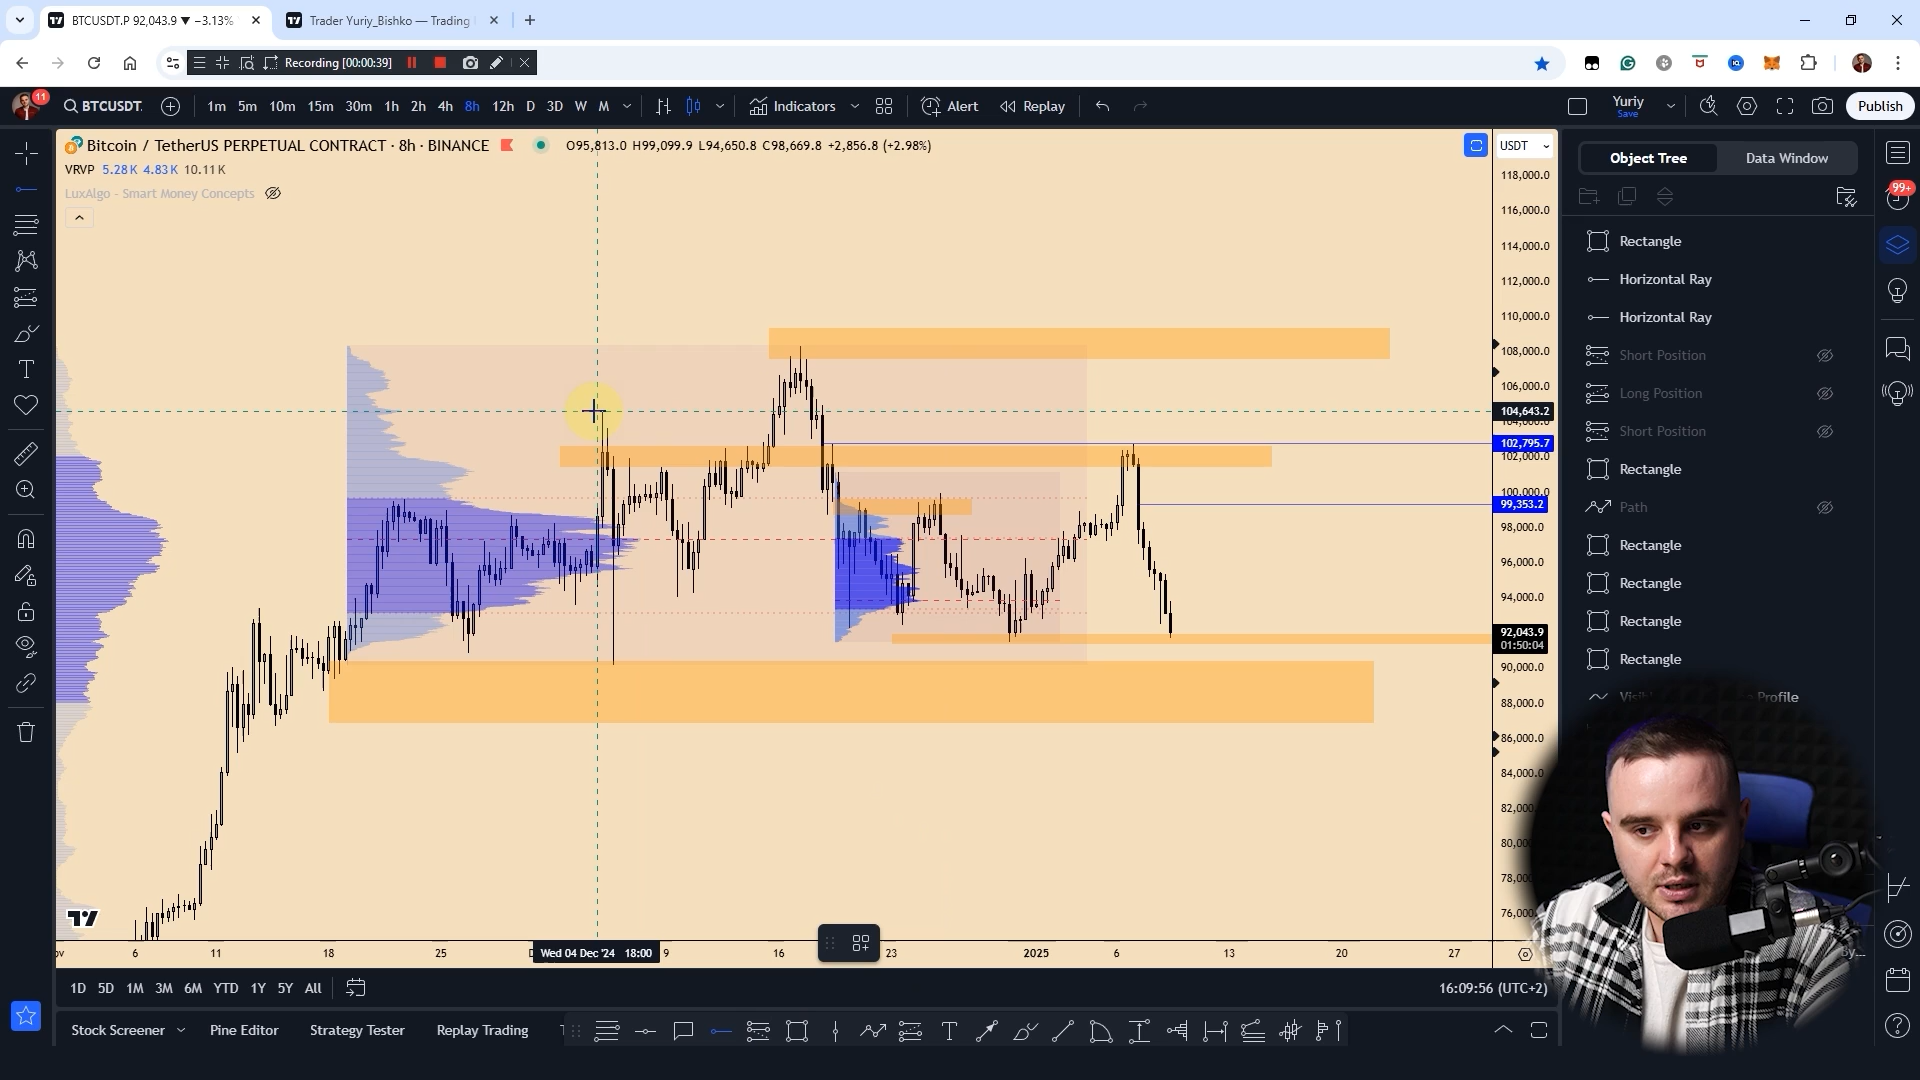 BTCUSDT.P 92,043.9 ▼ −3.13%
Trader Yuriy_Bishko — Trading
Recording [00:00:39]
11
BTCUSDT.
1m 5m 10m 15m 30m 1h 2h 4h 8h 12h D 3D W M
Indicators
Alert
Replay
Yuriy
Save
Publish
Bitcoin / TetherUS PERPETUAL CONTRACT · 8h · BINANCE
O95,813.0 H99,099.9 L94,650.8 C98,669.8 +2,856.8 (+2.98%)
USDT
VRVP 5.28K 4.83K 10.11K
LuxAlgo - Smart Money Concepts
118,000.0
116,000.0
114,000.0
112,000.0
110,000.0
108,000.0
106,000.0
104,643.2
104,000.0
102,795.7
102,000.0
100,000.0
99,353.2
98,000.0
96,000.0
94,000.0
92,043.9
01:50:04
90,000.0
88,000.0
86,000.0
84,000.0
82,000
80,00
78,000
76,000
Object Tree
Data Window
99+
Rectangle
Horizontal Ray
Horizontal Ray
Short Position
Long Position
Short Position
Rectangle
Path
Rectangle
Rectangle
Rectangle
Rectangle
Profile
6 11 18 25
Wed 04 Dec '24 18:00
9 16 23 2025 6 13 20 27
1D 5D 1M 3M 6M YTD 1Y 5Y All
16:09:56 (UTC+2)
Stock Screener
Pine Editor
Strategy Tester
Replay Trading